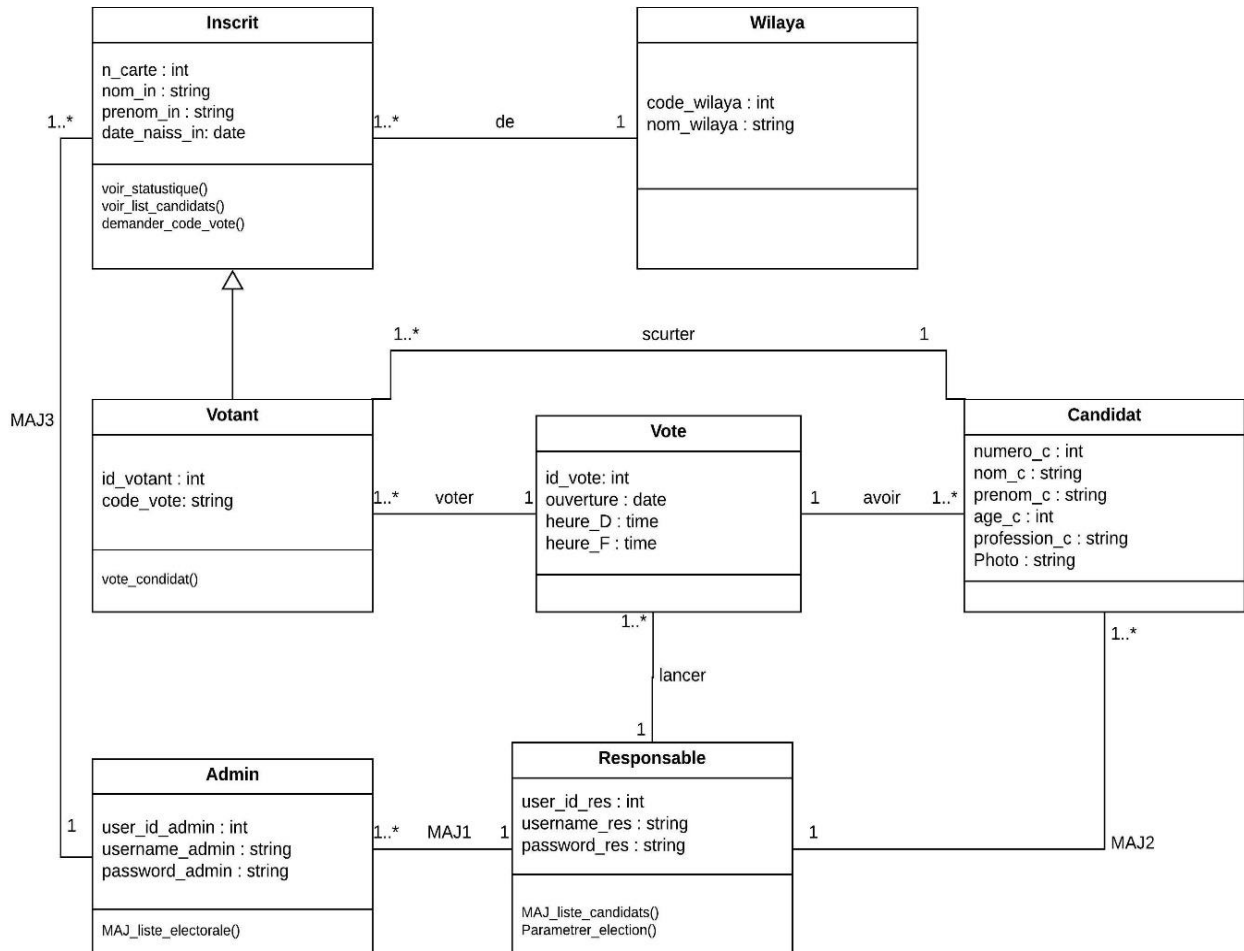 Inscrit
n_carte : int
nom_in : string
prenom_in : string
date_naiss_in: date
voir_statustique()
voir_list_candidats()
demander_code_vote()
Wilaya
code_wilaya : int
nom_wilaya : string
1..*
1..*
de
1
1..*
scurter
1
MAJ3
Votant
id_votant : int
code_vote: string
vote_condidat()
1..*
voter
1
Vote
id_vote: int
ouverture : date
heure_D : time
heure_F : time
1
avoir
1..*
Candidat
numero_c : int
nom_c : string
prenom_c : string
age_c : int
profession_c : string
Photo : string
1..*
lancer
1
1..*
Admin
user_id_admin : int
username_admin : string
password_admin : string
MAJ_liste_electorale()
1
1..*
MAJ1
1
Responsable
user_id_res : int
username_res : string
password_res : string
MAJ_liste_candidats()
Parametrer_election()
1
MAJ2